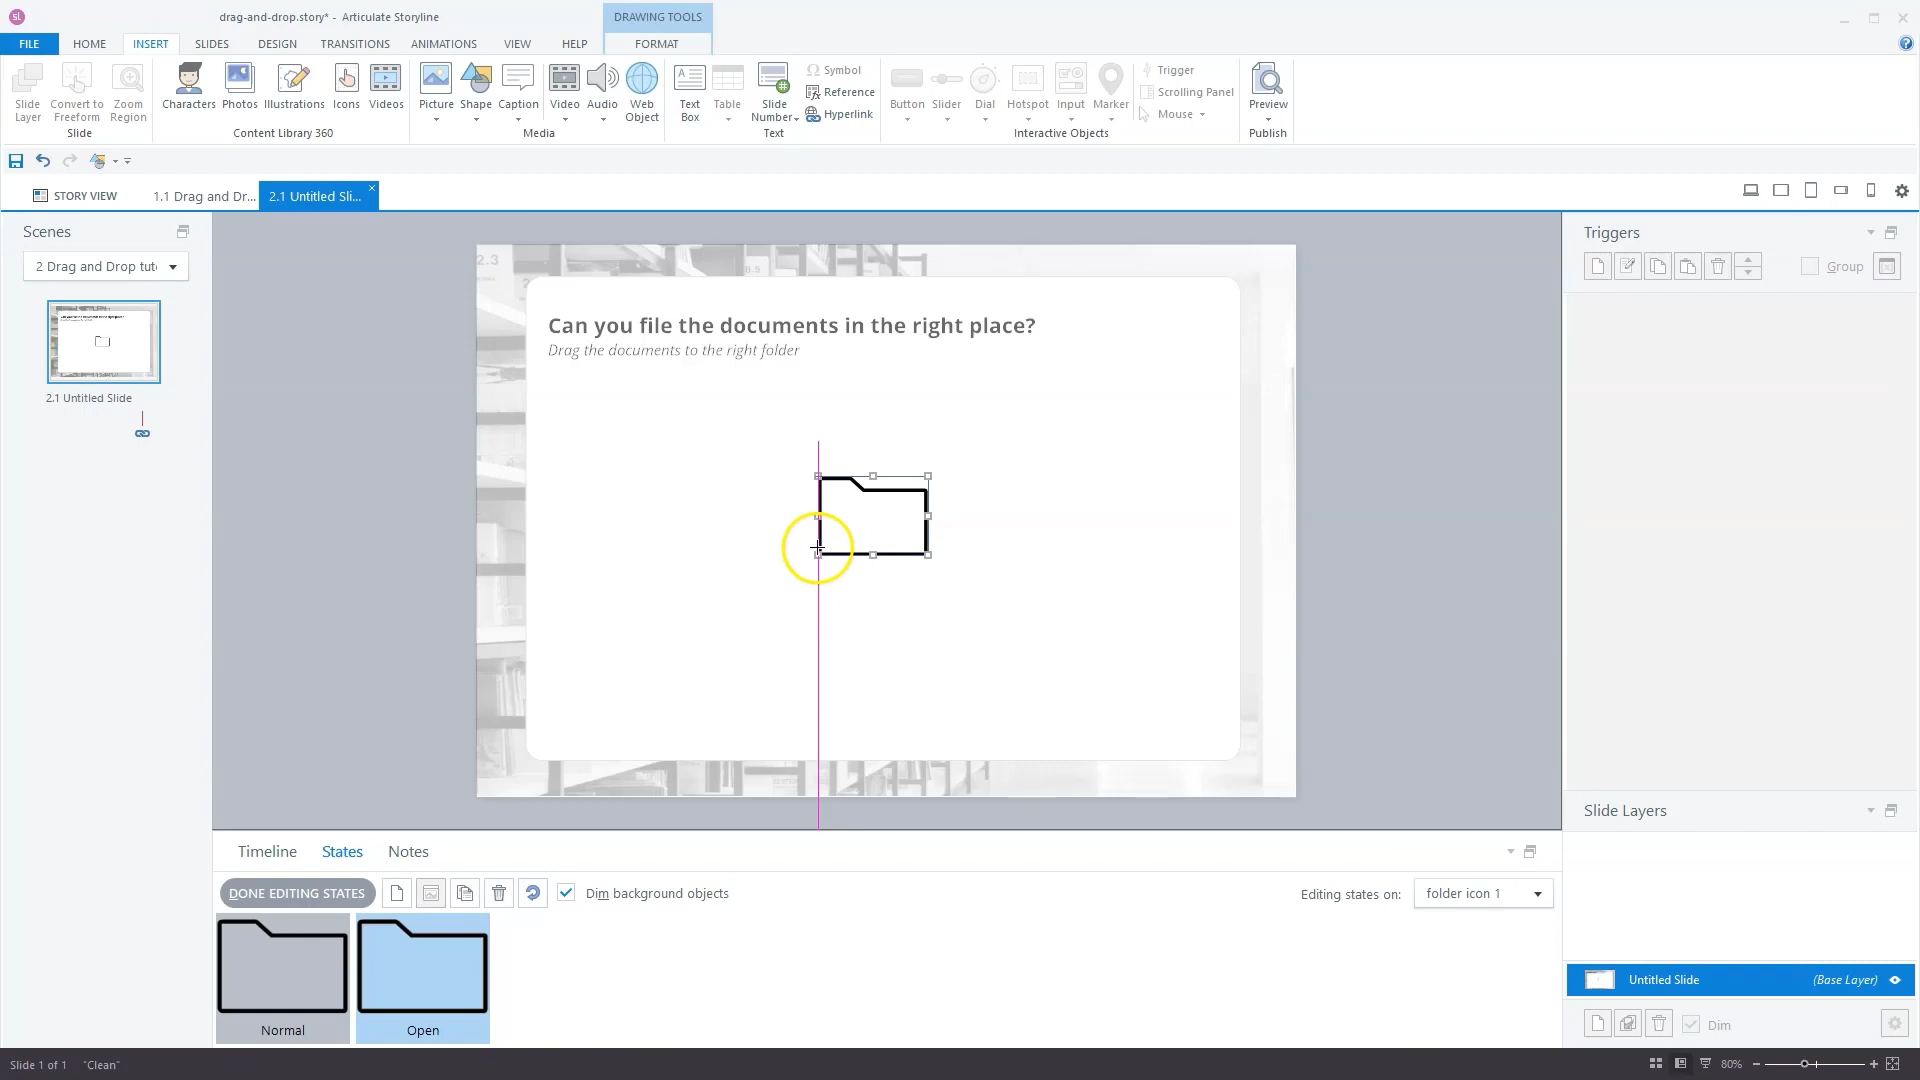 drag-and-drop.story* - Articulate Storyline
DRAWING TOOLS
FILE HOME INSERT SLIDES DESIGN TRANSITIONS ANIMATIONS VIEW HELP FORMAT
Slide Layer
Convert to Freeform
Zoom Region
Slide
Characters
Photos
Illustrations
Icons
Videos
Content Library 360
Picture
Shape
Caption
Video
Audio
Web Object
Media
Text Box
Table
Slide Number
Symbol
Reference
Hyperlink
Text
Button
Slider
Dial
Hotspot
Input
Marker
Trigger
Scrolling Panel
Mouse
Interactive Objects
Preview
Publish
STORY VIEW
1.1 Drag and Dr...
2.1 Untitled Sli...
Scenes
2 Drag and Drop tut
2.1 Untitled Slide
2.3
Can you file the documents in the right place?
Drag the documents to the right folder
Triggers
Group
Timeline States Notes
DONE EDITING STATES
Dim background objects
Editing states on:
folder icon 1
Normal
Open
Slide Layers
Untitled Slide
(Base Layer)
Dim
Slide 1 of 1
"Clean"
80%